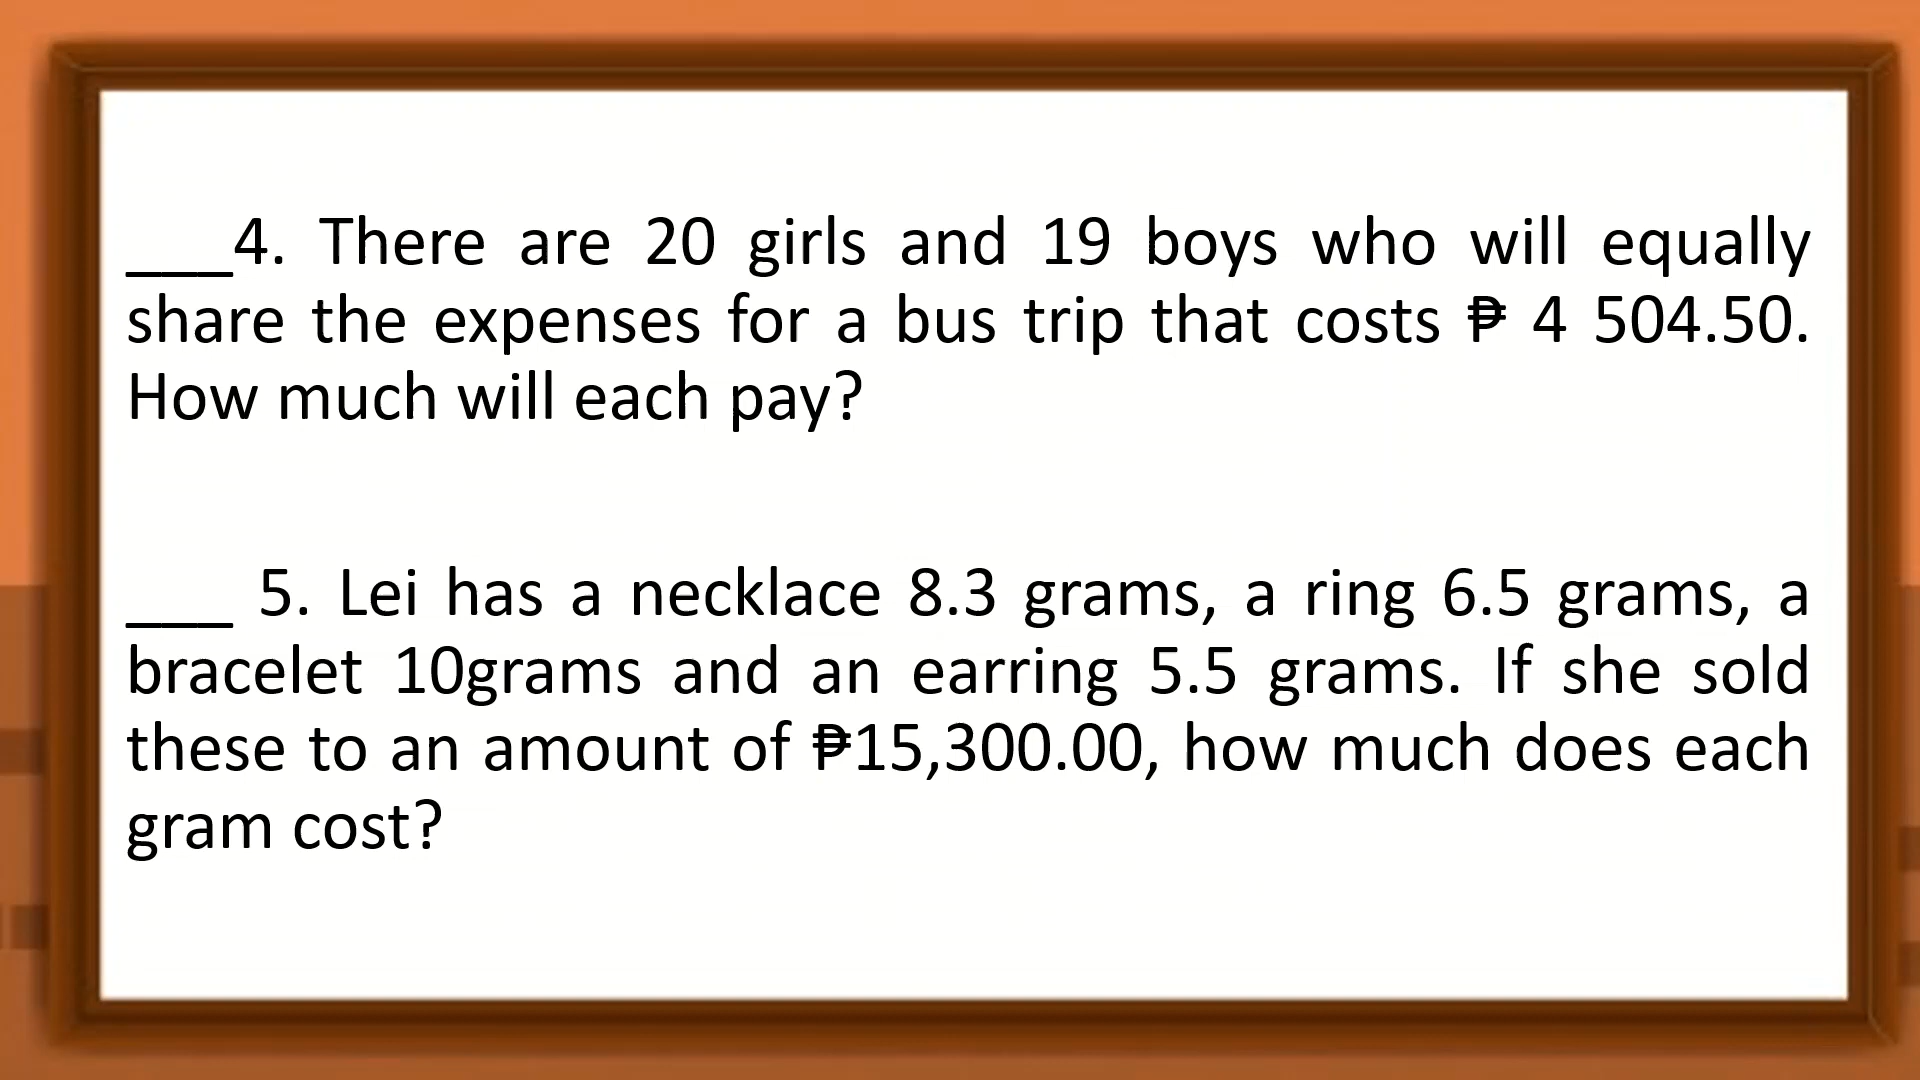 ___4. There are 20 girls and 19 boys who will equally
share the expenses for a bus trip that costs ₱ 4 504.50.
How much will each pay?
___ 5. Lei has a necklace 8.3 grams, a ring 6.5 grams, a
bracelet 10grams and an earring 5.5 grams. If she sold
these to an amount of ₱15,300.00, how much does each
gram cost?